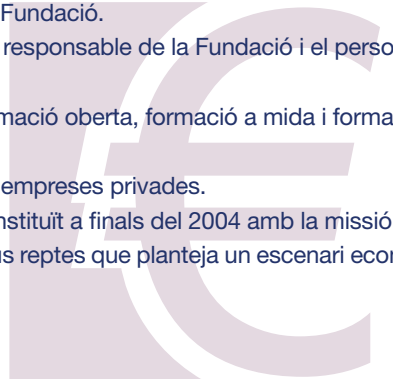 Fundació.
responsable de la Fundació i el perso
mació oberta, formació a mida i forma
empreses privades.
nstituït a finals del 2004 amb la missió
us reptes que planteja un escenari econ